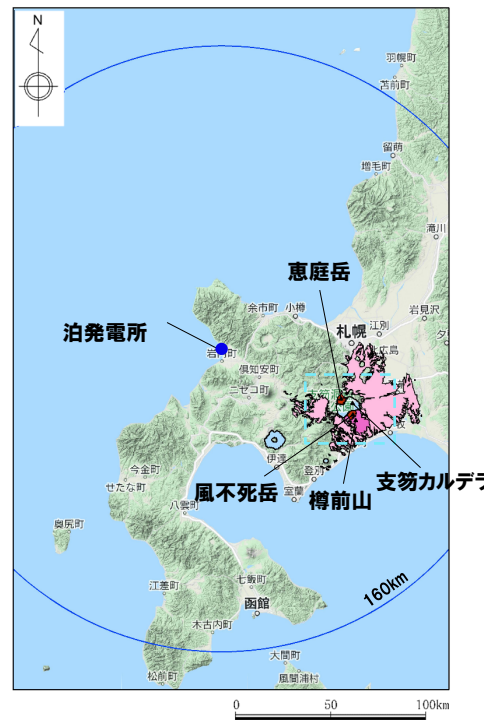 N
羽幌町
苫前町
留萌
増毛町
滝川
恵庭岳
岩見沢
余市町
小樽
江別
札幌
泊発電所
北広島
岩内町
倶知安町
ニセコ町
伊達
登別
支笏カルデラ
風不死岳
樽前山
室蘭
今金町
せたな町
八雲町
奥尻町
160km
七飯町
江差町
函館
木古内町
大間町
松前町
風間浦村
0 50 100km